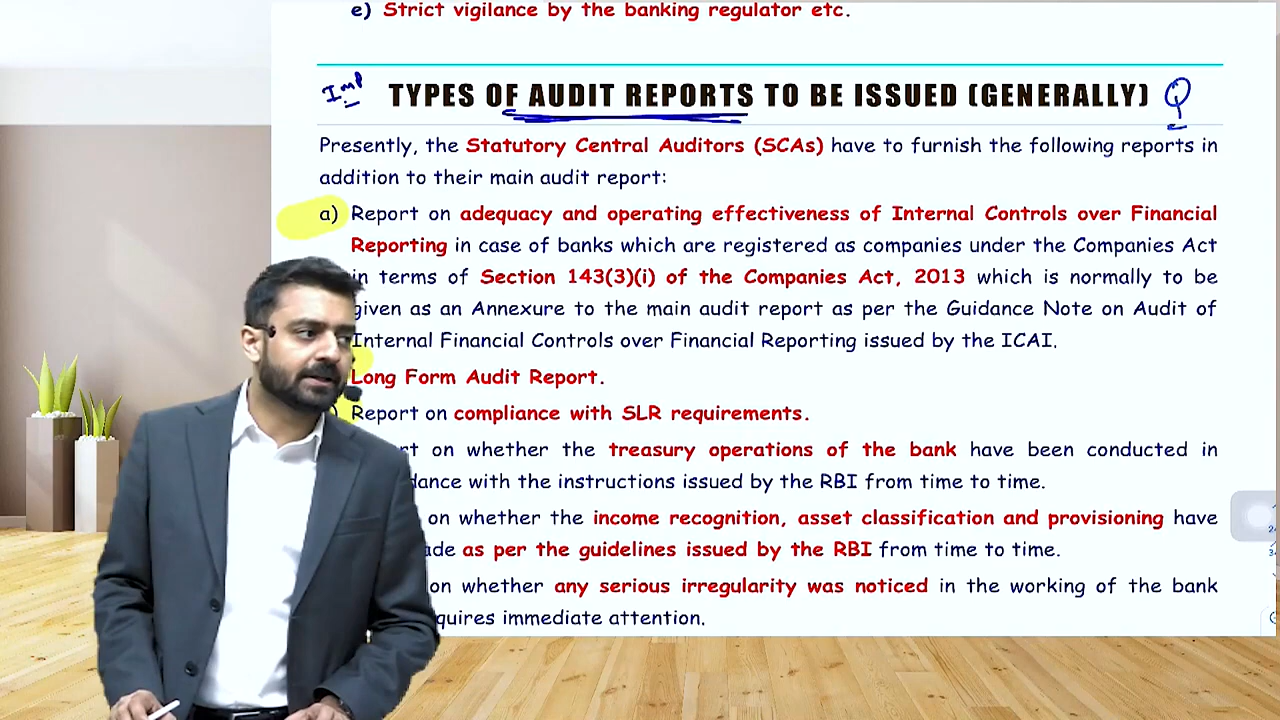 e) Strict vigilance by the banking regulator etc.
Imp TYPES OF AUDIT REPORTS TO BE ISSUED (GENERALLY) Q
Presently, the Statutory Central Auditors (SCAs) have to furnish the following reports in
addition to their main audit report:
a) Report on adequacy and operating effectiveness of Internal Controls over Financial
Reporting in case of banks which are registered as companies under the Companies Act
in terms of Section 143(3)(i) of the Companies Act, 2013 which is normally to be
given as an Annexure to the main audit report as per the Guidance Note on Audit of
Internal Financial Controls over Financial Reporting issued by the ICAI.
Long Form Audit Report.
) Report on compliance with SLR requirements.
on whether the treasury operations of the bank have been conducted in
with the instructions issued by the RBI from time to time.
on whether the income recognition, asset classification and provisioning have
as per the guidelines issued by the RBI from time to time.
on whether any serious irregularity was noticed in the working of the bank
immediate attention.